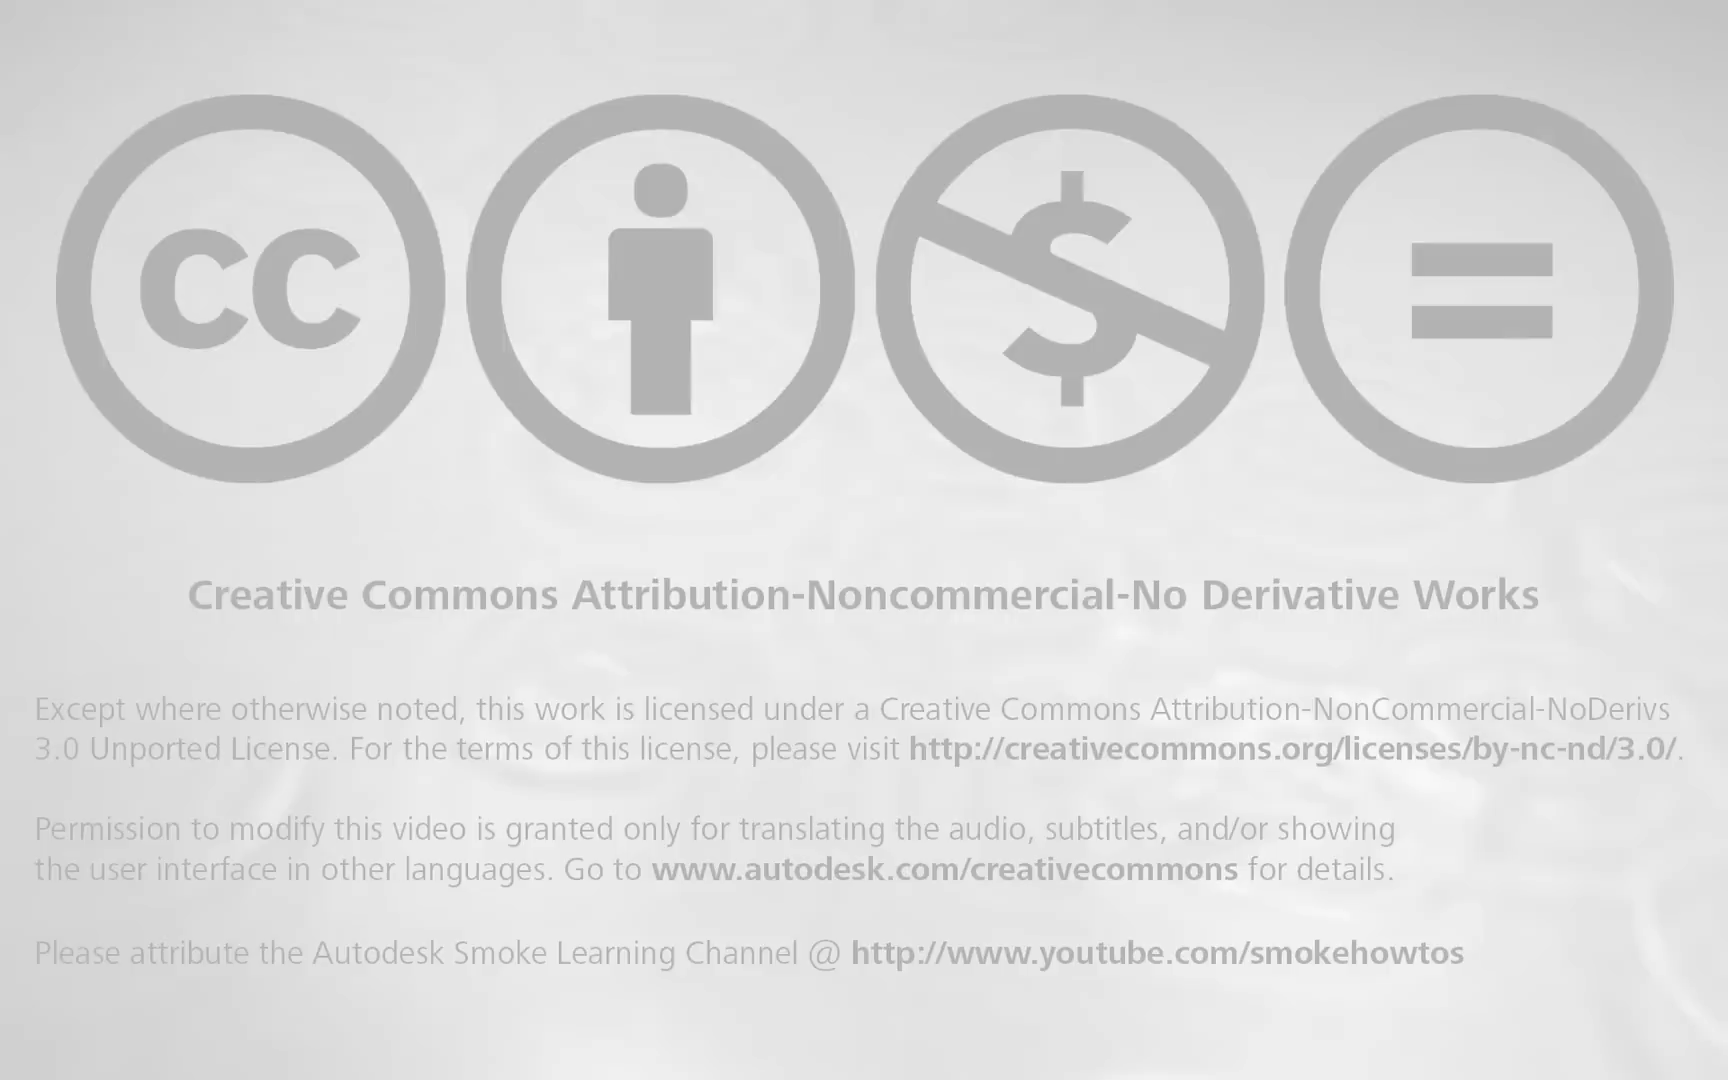 cc
$
=
Creative Commons Attribution-Noncommercial-No Derivative Works
Except where otherwise noted, this work is licensed under a Creative Commons Attribution-NonCommercial-NoDerivs
3.0 Unported License. For the terms of this license, please visit http://creativecommons.org/licenses/by-nc-nd/3.0/.
Permission to modify this video is granted only for translating the audio, subtitles, and/or showing
the user interface in other languages. Go to www.autodesk.com/creativecommons for details.
Please attribute the Autodesk Smoke Learning Channel @ http://www.youtube.com/smokehowtos